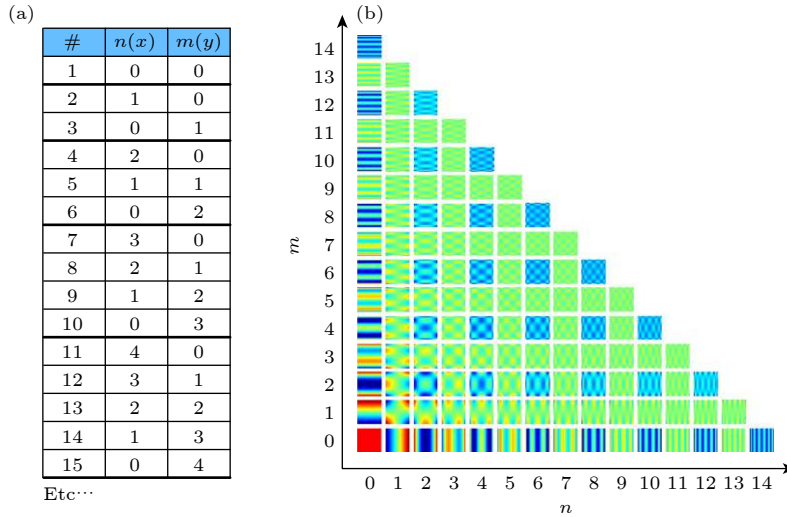 (a)
# n(x) m(y)
1 0 0
2 1 0
3 0 1
4 2 0
5 1 1
6 0 2
7 3 0
8 2 1
9 1 2
10 0 3
11 4 0
12 3 1
13 2 2
14 1 3
15 0 4
Etc⋯
(b)
14
13
12
11
10
9
8
7
6
5
4
3
2
1
0
m
0 1 2 3 4 5 6 7 8 9 10 11 12 13 14
n